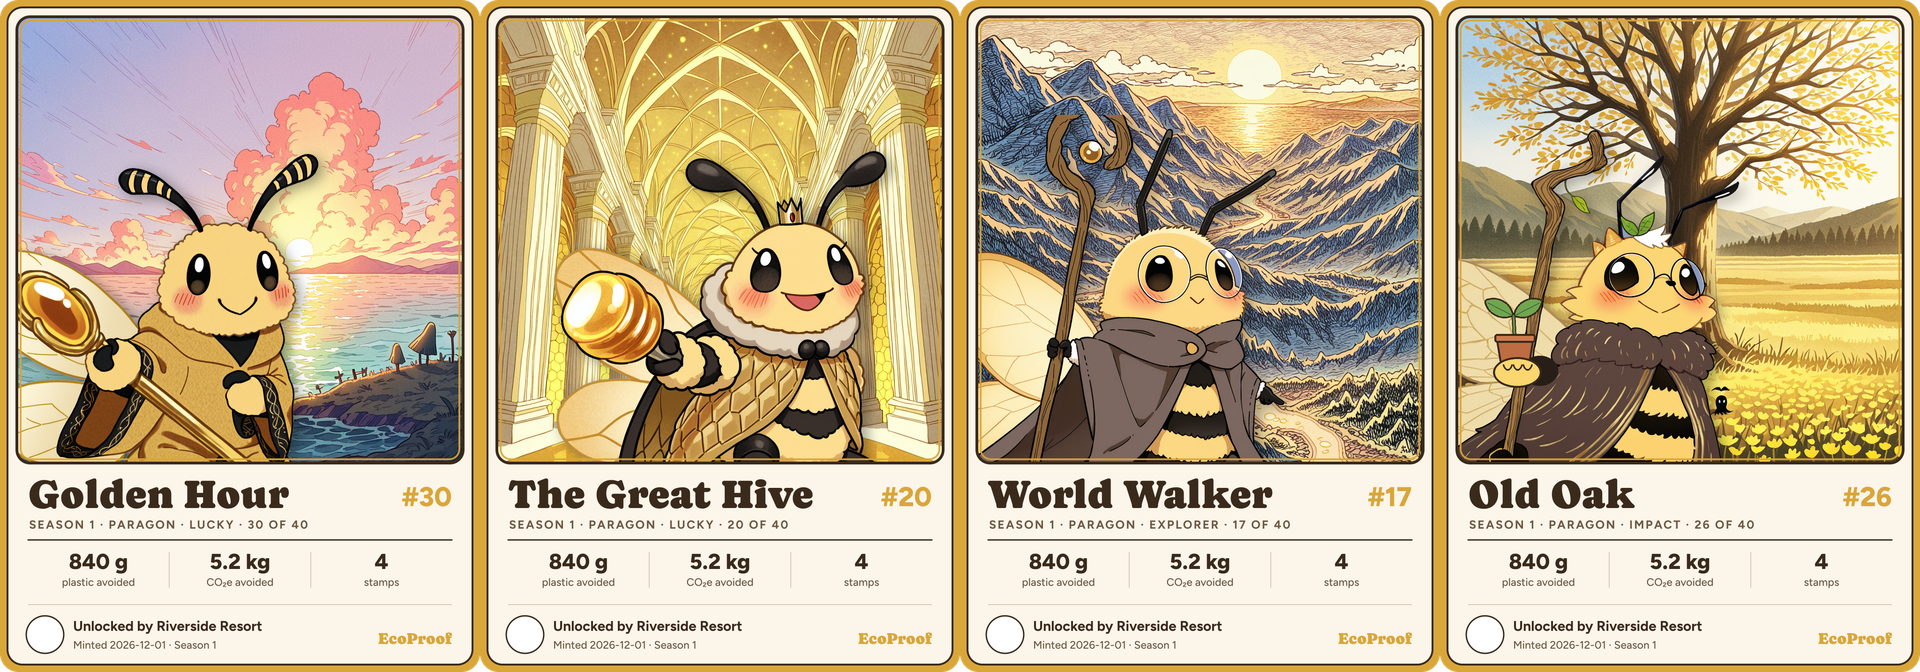 Golden Hour #30
SEASON 1 · PARAGON · LUCKY · 30 OF 40
840 g 5.2 kg 4
plastic avoided CO₂e avoided stamps
Unlocked by Riverside Resort
Minted 2026-12-01 · Season 1
EcoProof
The Great Hive #20
SEASON 1 · PARAGON · LUCKY · 20 OF 40
840 g 5.2 kg 4
plastic avoided CO₂e avoided stamps
Unlocked by Riverside Resort
Minted 2026-12-01 · Season 1
EcoProof
World Walker #17
SEASON 1 · PARAGON · EXPLORER · 17 OF 40
840 g 5.2 kg 4
plastic avoided CO₂e avoided stamps
Unlocked by Riverside Resort
Minted 2026-12-01 · Season 1
EcoProof
Old Oak #26
SEASON 1 · PARAGON · IMPACT · 26 OF 40
840 g 5.2 kg 4
plastic avoided CO₂e avoided stamps
Unlocked by Riverside Resort
Minted 2026-12-01 · Season 1
EcoProof